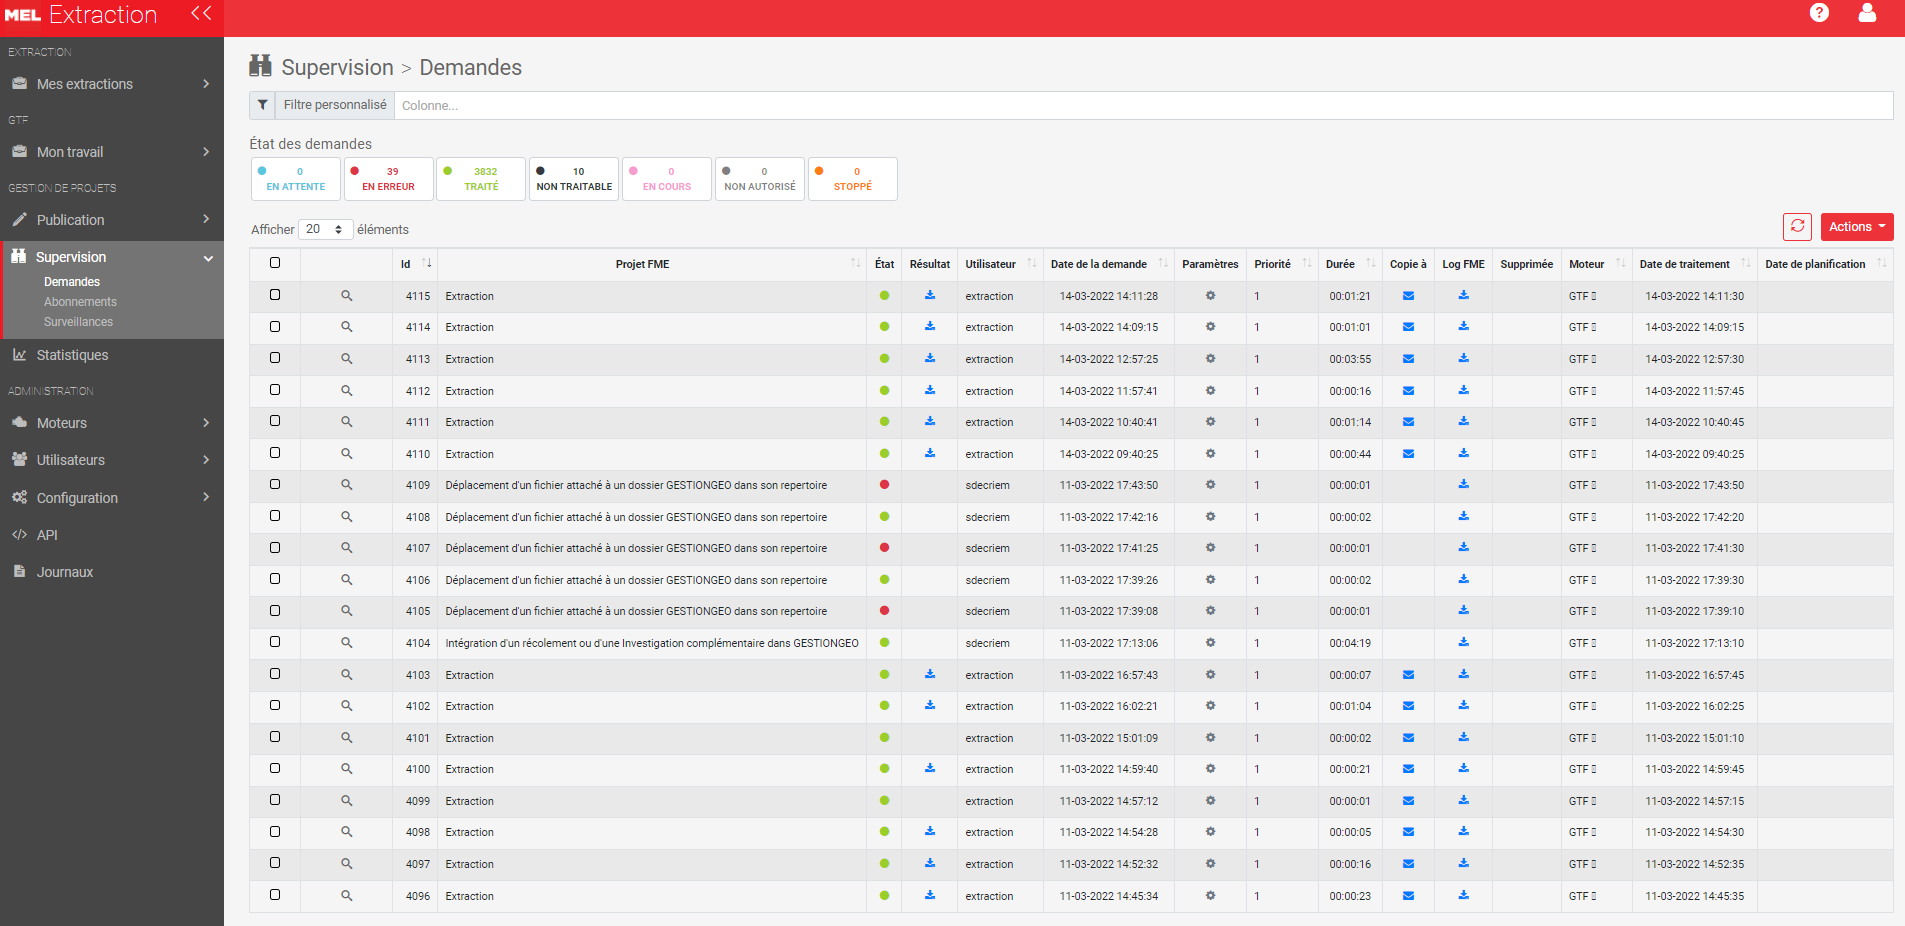 MEL Extraction
EXTRACTION
Mes extractions
GTF
Mon travail
GESTION DE PROJETS
Publication
Supervision
Demandes
Abonnements
Surveillances
Statistiques
ADMINISTRATION
Moteurs
Utilisateurs
Configuration
API
Journaux
Supervision > Demandes
Filtre personnalisé Colonne...
État des demandes
0 EN ATTENTE
39 EN ERREUR
3832 TRAITÉ
10 NON TRAITABLE
0 EN COURS
0 NON AUTORISÉ
0 STOPPÉ
Afficher 20 éléments
Actions
Id Projet FME État Résultat Utilisateur Date de la demande Paramètres Priorité Durée Copie à Log FME Supprimée Moteur Date de traitement Date de planification
4115 Extraction extraction 14-03-2022 14:11:28 1 00:01:21 GTF 14-03-2022 14:11:30
4114 Extraction extraction 14-03-2022 14:09:15 1 00:01:01 GTF 14-03-2022 14:09:15
4113 Extraction extraction 14-03-2022 12:57:25 1 00:03:55 GTF 14-03-2022 12:57:30
4112 Extraction extraction 14-03-2022 11:57:41 1 00:00:16 GTF 14-03-2022 11:57:45
4111 Extraction extraction 14-03-2022 10:40:41 1 00:01:14 GTF 14-03-2022 10:40:45
4110 Extraction extraction 14-03-2022 09:40:25 1 00:00:44 GTF 14-03-2022 09:40:25
4109 Déplacement d'un fichier attaché à un dossier GESTIONGEO dans son repertoire sdecriem 11-03-2022 17:43:50 1 00:00:01 GTF 11-03-2022 17:43:50
4108 Déplacement d'un fichier attaché à un dossier GESTIONGEO dans son repertoire sdecriem 11-03-2022 17:42:16 1 00:00:02 GTF 11-03-2022 17:42:20
4107 Déplacement d'un fichier attaché à un dossier GESTIONGEO dans son repertoire sdecriem 11-03-2022 17:41:25 1 00:00:01 GTF 11-03-2022 17:41:30
4106 Déplacement d'un fichier attaché à un dossier GESTIONGEO dans son repertoire sdecriem 11-03-2022 17:39:26 1 00:00:02 GTF 11-03-2022 17:39:30
4105 Déplacement d'un fichier attaché à un dossier GESTIONGEO dans son repertoire sdecriem 11-03-2022 17:39:08 1 00:00:01 GTF 11-03-2022 17:39:10
4104 Intégration d'un récolement ou d'une Investigation complémentaire dans GESTIONGEO sdecriem 11-03-2022 17:13:06 1 00:04:19 GTF 11-03-2022 17:13:10
4103 Extraction extraction 11-03-2022 16:57:43 1 00:00:07 GTF 11-03-2022 16:57:45
4102 Extraction extraction 11-03-2022 16:02:21 1 00:01:04 GTF 11-03-2022 16:02:25
4101 Extraction extraction 11-03-2022 15:01:09 1 00:00:02 GTF 11-03-2022 15:01:10
4100 Extraction extraction 11-03-2022 14:59:40 1 00:00:21 GTF 11-03-2022 14:59:45
4099 Extraction extraction 11-03-2022 14:57:12 1 00:00:01 GTF 11-03-2022 14:57:15
4098 Extraction extraction 11-03-2022 14:54:28 1 00:00:05 GTF 11-03-2022 14:54:30
4097 Extraction extraction 11-03-2022 14:52:32 1 00:00:16 GTF 11-03-2022 14:52:35
4096 Extraction extraction 11-03-2022 14:45:34 1 00:00:23 GTF 11-03-2022 14:45:35